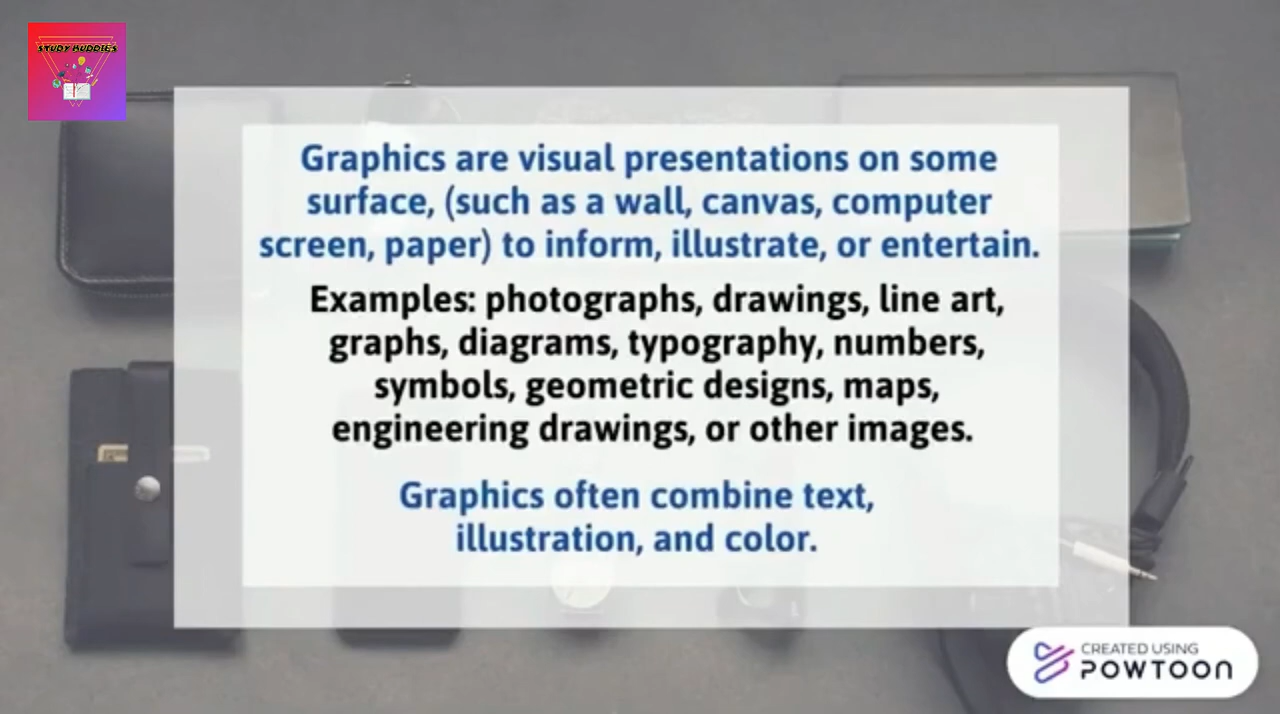 STUDY BUDDIES
Graphics are visual presentations on some
surface, (such as a wall, canvas, computer
screen, paper) to inform, illustrate, or entertain.
Examples: photographs, drawings, line art,
graphs, diagrams, typography, numbers,
symbols, geometric designs, maps,
engineering drawings, or other images.
Graphics often combine text,
illustration, and color.
CREATED USING
POWTOON